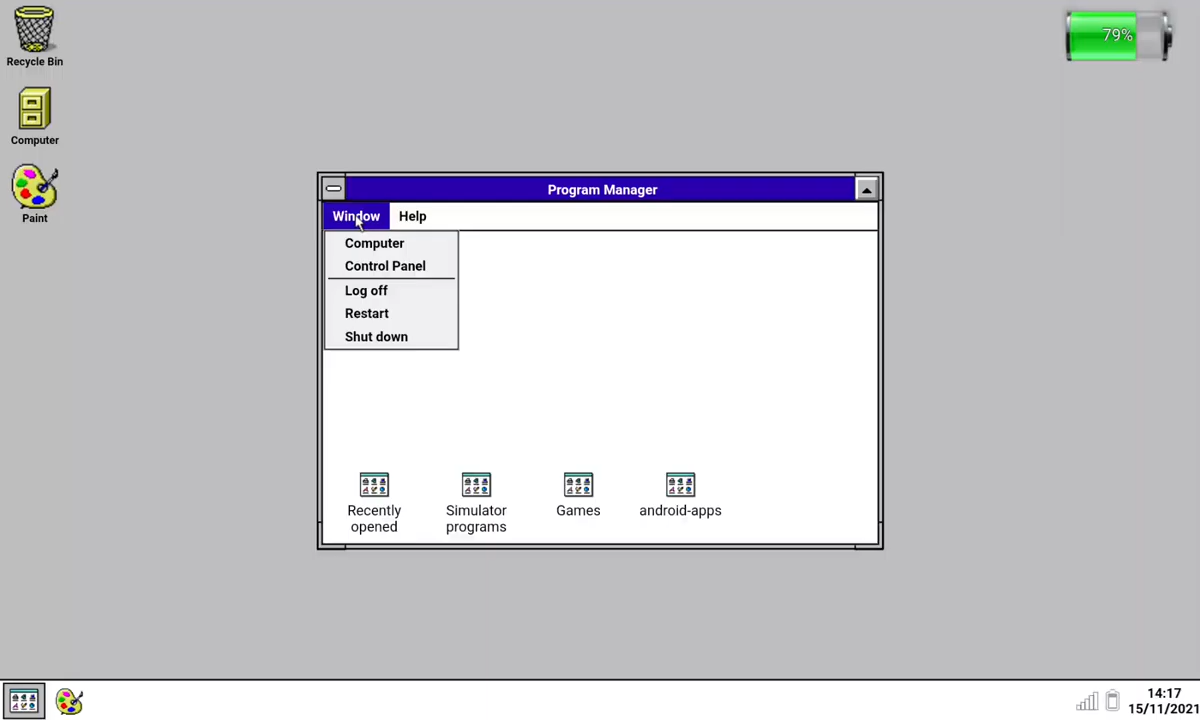 Recycle Bin
Computer
Paint
79%
Program Manager
Window Help
Computer
Control Panel
Log off
Restart
Shut down
Recently opened
Simulator programs
Games
android-apps
14:17
15/11/2021